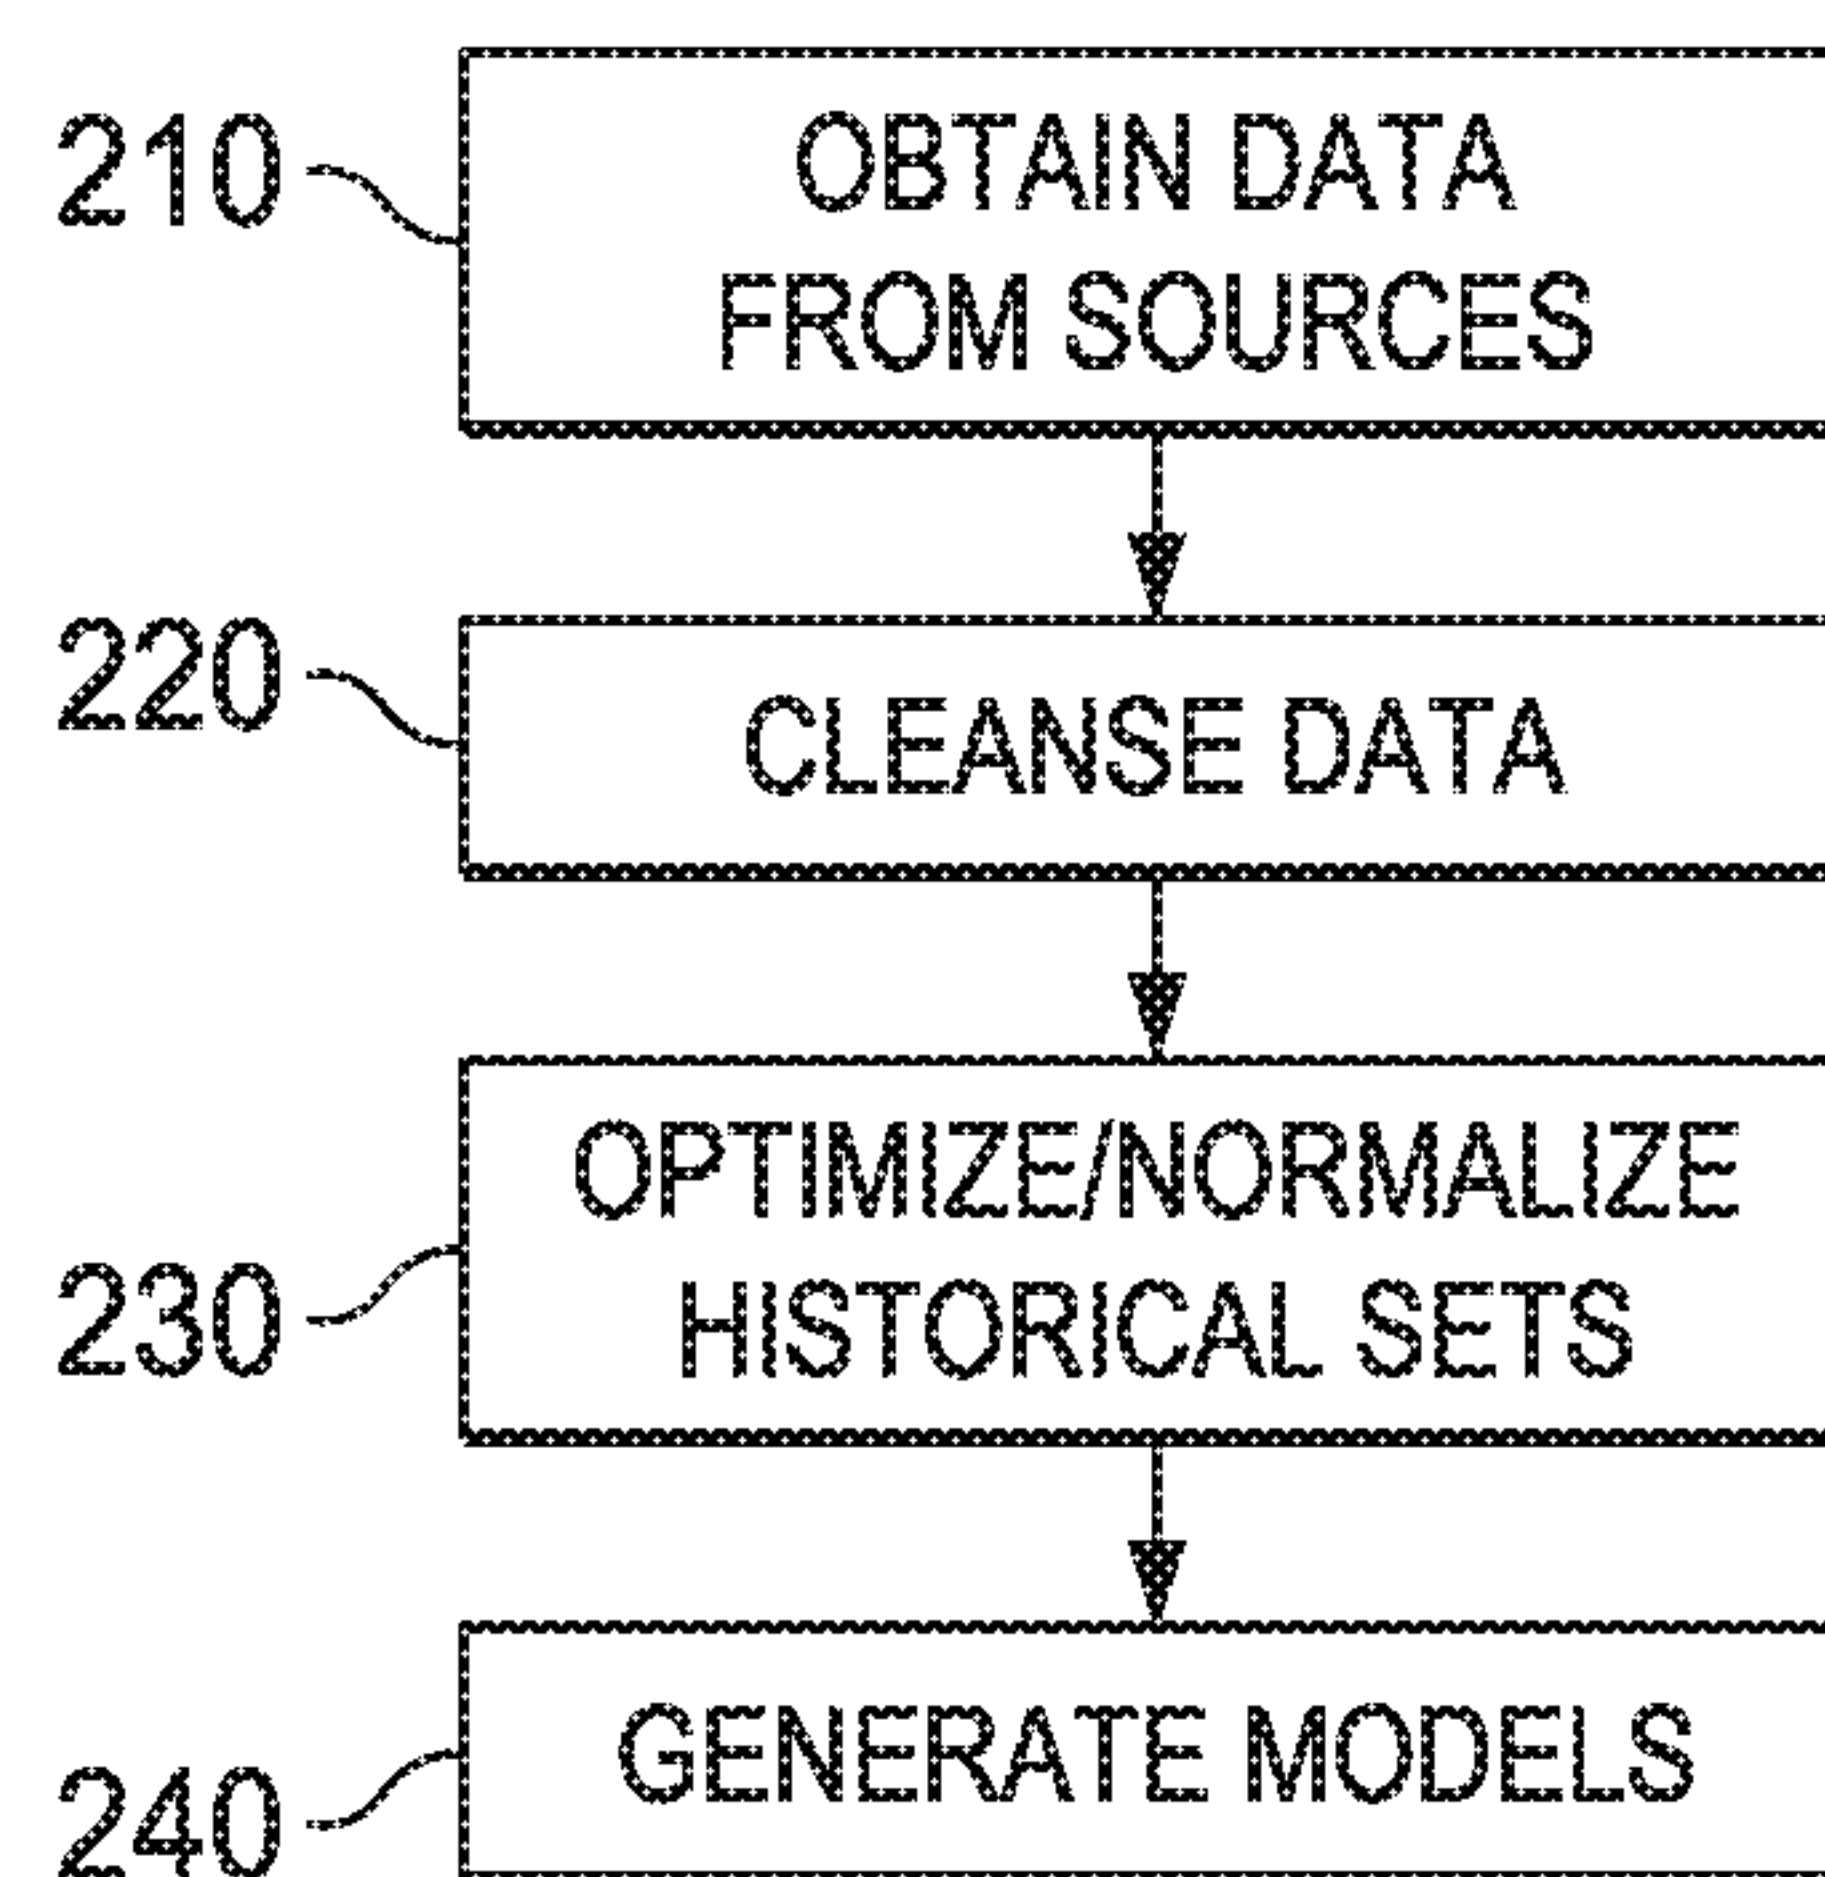 210
OBTAIN DATA
FROM SOURCES
220
CLEANSE DATA
OPTIMIZE/NORMALIZE
230
HISTORICAL SETS
GENERATE MODELS
240